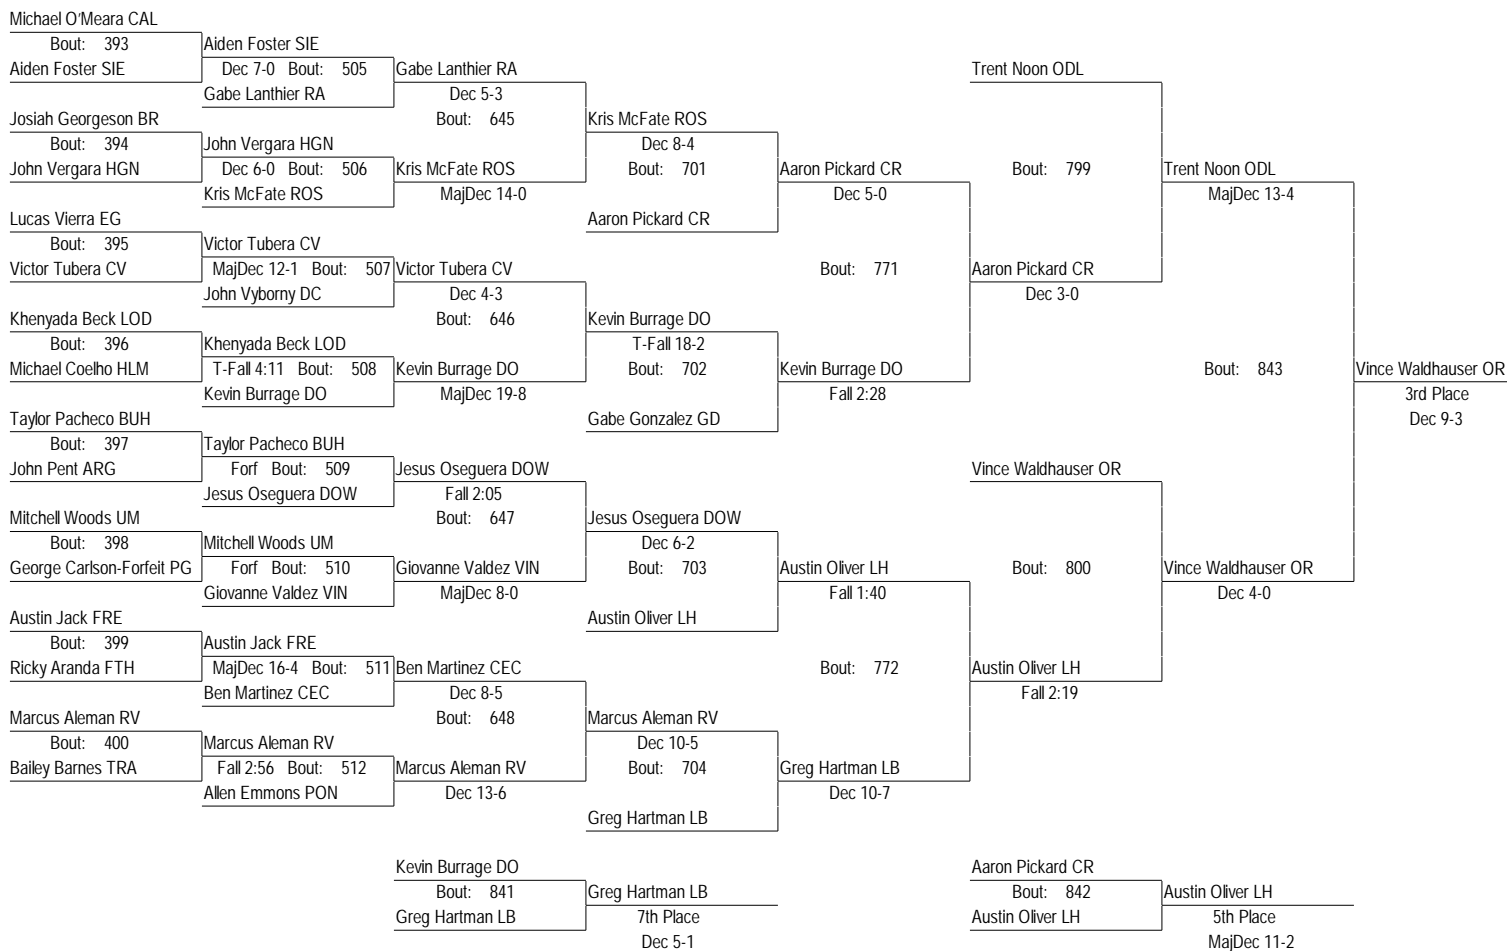 Michael O'Meara CAL
Bout: 393
Aiden Foster SIE
Aiden Foster SIE
Dec 7-0 Bout: 505
Gabe Lanthier RA
Gabe Lanthier RA
Dec 5-3
Bout: 645
Josiah Georgeson BR
Bout: 394
John Vergara HGN
John Vergara HGN
Dec 6-0 Bout: 506
Kris McFate ROS
Kris McFate ROS
MajDec 14-0
Kris McFate ROS
Dec 8-4
Bout: 701
Aaron Pickard CR
Aaron Pickard CR
Dec 5-0
Lucas Vierra EG
Bout: 395
Victor Tubera CV
Victor Tubera CV
MajDec 12-1 Bout: 507
John Vyborny DC
Victor Tubera CV
Dec 4-3
Bout: 646
Khenyada Beck LOD
Bout: 396
Michael Coelho HLM
Khenyada Beck LOD
T-Fall 4:11 Bout: 508
Kevin Burrage DO
Kevin Burrage DO
MajDec 19-8
Kevin Burrage DO
T-Fall 18-2
Bout: 702
Gabe Gonzalez GD
Kevin Burrage DO
Fall 2:28
Bout: 771
Aaron Pickard CR
Dec 3-0
Trent Noon ODL
Bout: 799
Trent Noon ODL
MajDec 13-4
Taylor Pacheco BUH
Bout: 397
John Pent ARG
Taylor Pacheco BUH
Forf Bout: 509
Jesus Oseguera DOW
Jesus Oseguera DOW
Fall 2:05
Bout: 647
Mitchell Woods UM
Bout: 398
George Carlson-Forfeit PG
Mitchell Woods UM
Forf Bout: 510
Giovanne Valdez VIN
Giovanne Valdez VIN
MajDec 8-0
Jesus Oseguera DOW
Dec 6-2
Bout: 703
Austin Oliver LH
Austin Oliver LH
Fall 1:40
Austin Jack FRE
Bout: 399
Ricky Aranda FTH
Austin Jack FRE
MajDec 16-4 Bout: 511
Ben Martinez CEC
Ben Martinez CEC
Dec 8-5
Bout: 648
Marcus Aleman RV
Bout: 400
Bailey Barnes TRA
Marcus Aleman RV
Fall 2:56 Bout: 512
Allen Emmons PON
Marcus Aleman RV
Dec 13-6
Marcus Aleman RV
Dec 10-5
Bout: 704
Greg Hartman LB
Greg Hartman LB
Dec 10-7
Bout: 772
Austin Oliver LH
Fall 2:19
Vince Waldhauser OR
Bout: 800
Vince Waldhauser OR
Dec 4-0
Bout: 843
Vince Waldhauser OR
3rd Place
Dec 9-3
Kevin Burrage DO
Bout: 841
Greg Hartman LB
Greg Hartman LB
7th Place
Dec 5-1
Aaron Pickard CR
Bout: 842
Austin Oliver LH
Austin Oliver LH
5th Place
MajDec 11-2